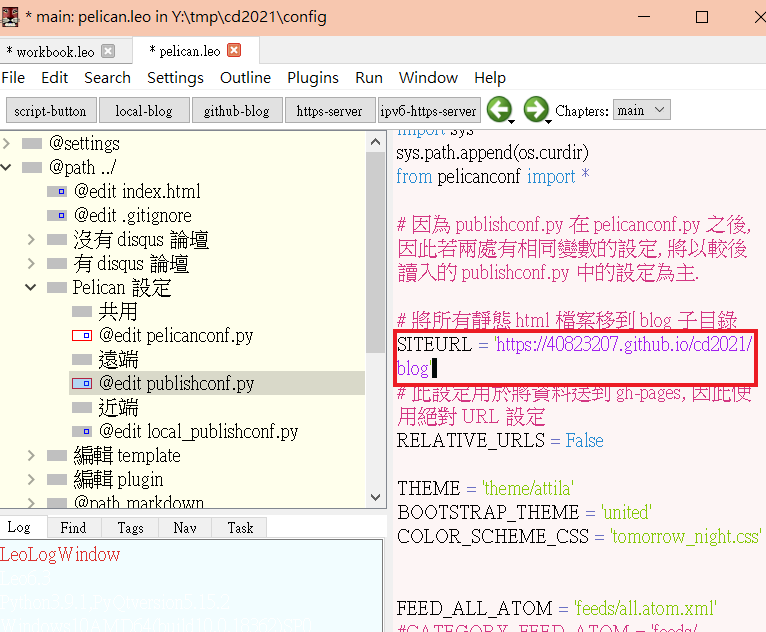 * main: pelican.leo in Y:\tmp\cd2021\config
* workbook.leo
* pelican.leo
File Edit Search Settings Outline Plugins Run Window Help
script-button local-blog github-blog https-server ipv6-https-server Chapters: main
@settings
@path ../
@edit index.html
@edit .gitignore
沒有 disqus 論壇
有 disqus 論壇
Pelican 設定
共用
@edit pelicanconf.py
遠端
@edit publishconf.py
近端
@edit local_publishconf.py
編輯 template
編輯 plugin
@path markdown
Log Find Tags Nav Task
LeoLogWindow
import sys
sys.path.append(os.curdir)
from pelicanconf import *
# 因為 publishconf.py 在 pelicanconf.py 之後,
因此若兩處有相同變數的設定, 將以較後
讀入的 publishconf.py 中的設定為主.
# 將所有靜態 html 檔案移到 blog 子目錄
SITEURL = 'https://40823207.github.io/cd2021/
blog'
# 此設定用於將資料送到 gh-pages, 因此使
用絕對 URL 設定
RELATIVE_URLS = False
THEME = 'theme/attila'
BOOTSTRAP_THEME = 'united'
COLOR_SCHEME_CSS = 'tomorrow_night.css'
FEED_ALL_ATOM = 'feeds/all.atom.xml'
#CATEGORY_FEED_ATOM = 'feeds/